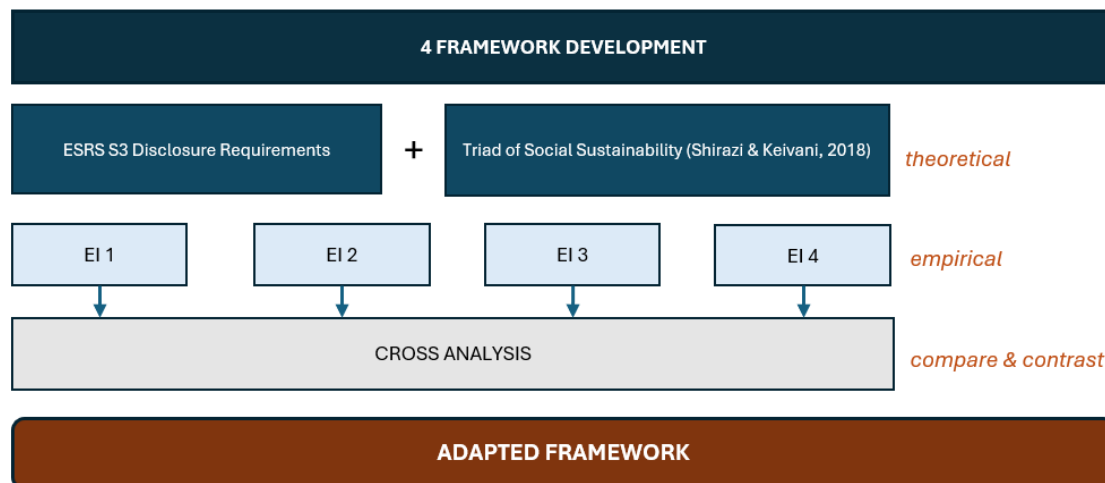 4 FRAMEWORK DEVELOPMENT
ESRS S3 Disclosure Requirements
+
Triad of Social Sustainability (Shirazi & Keivani, 2018)
theoretical
EI 1
EI 2
EI 3
EI 4
empirical
CROSS ANALYSIS
compare & contrast
ADAPTED FRAMEWORK